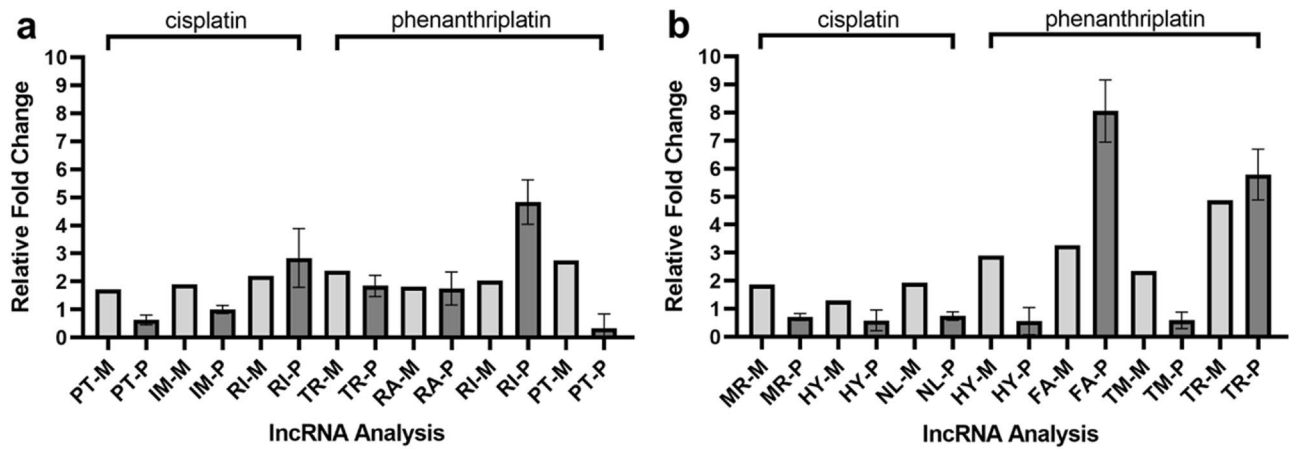 a
cisplatin
phenanthriplatin
Relative Fold Change
10
9
8
7
6
5
4
3
2
1
0
PT-M
PT-P
IM-M
IM-P
RI-M
RI-P
TR-M
TR-P
RA-M
RA-P
RI-M
RI-P
PT-M
PT-P
lncRNA Analysis
b
cisplatin
phenanthriplatin
Relative Fold Change
10
9
8
7
6
5
4
3
2
1
0
MR-M
MR-P
HY-M
HY-P
NL-M
NL-P
HY-M
HY-P
FA-M
FA-P
TM-M
TM-P
TR-M
TR-P
lncRNA Analysis